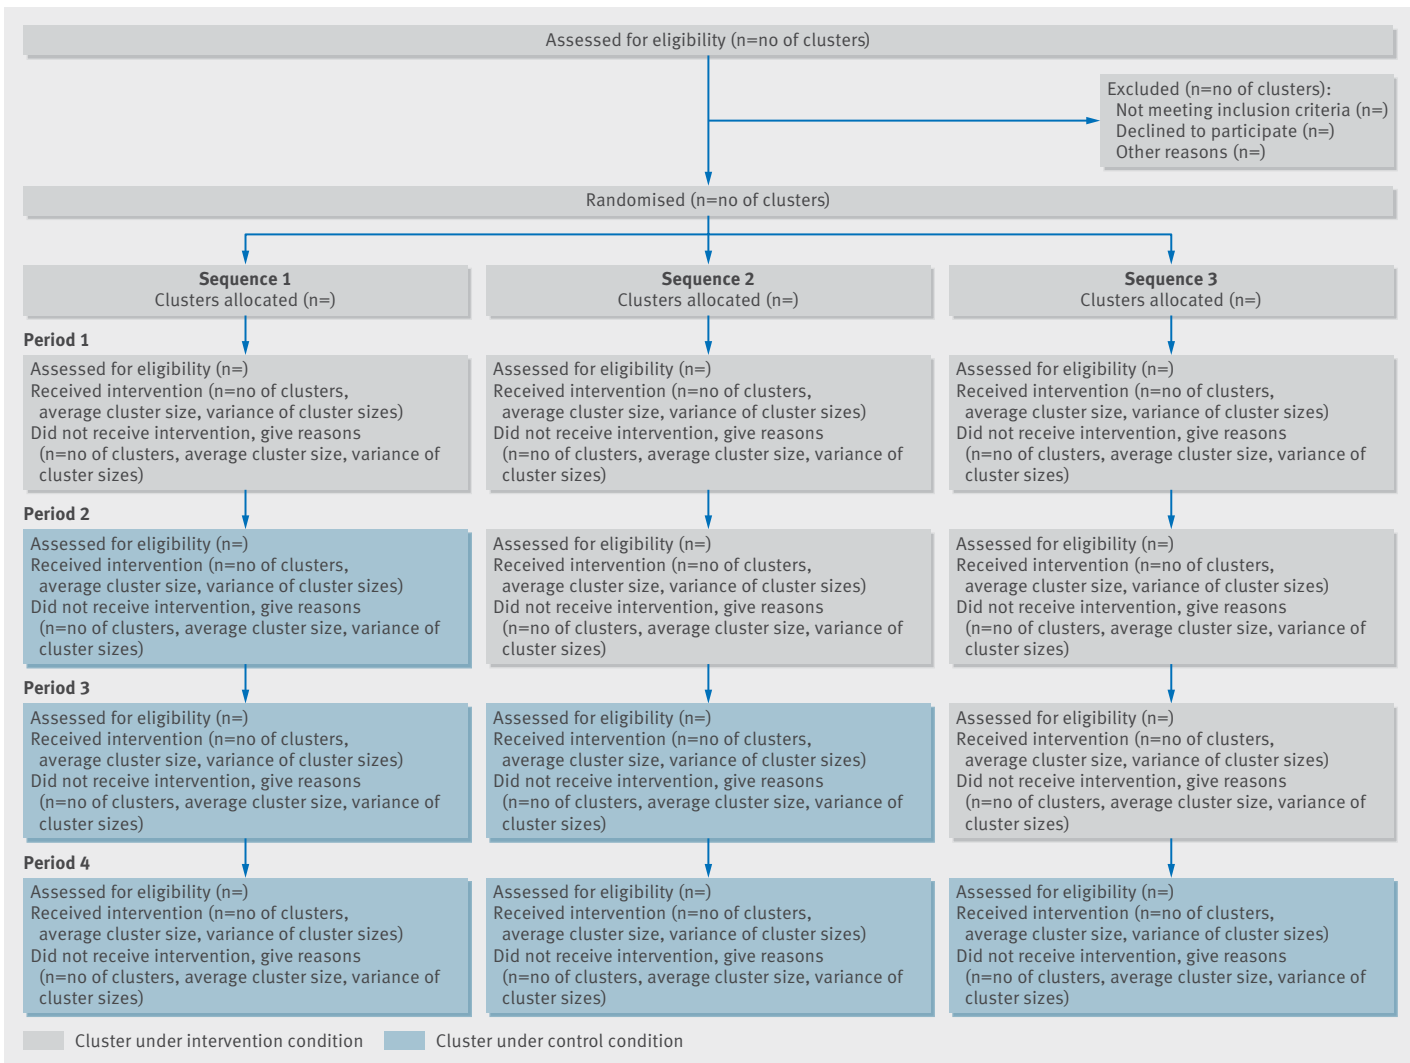 Assessed for eligibility (n=no of clusters)
Excluded (n=no of clusters):
Not meeting inclusion criteria (n=)
Declined to participate (n=)
Other reasons (n=)
Randomised (n=no of clusters)
Sequence 1
Clusters allocated (n=)
Sequence 2
Clusters allocated (n=)
Sequence 3
Clusters allocated (n=)
Period 1
Assessed for eligibility (n=)
Received intervention (n=no of clusters,
average cluster size, variance of cluster sizes)
Did not receive intervention, give reasons
(n=no of clusters, average cluster size, variance of
cluster sizes)
Assessed for eligibility (n=)
Received intervention (n=no of clusters,
average cluster size, variance of cluster sizes)
Did not receive intervention, give reasons
(n=no of clusters, average cluster size, variance of
cluster sizes)
Assessed for eligibility (n=)
Received intervention (n=no of clusters,
average cluster size, variance of cluster sizes)
Did not receive intervention, give reasons
(n=no of clusters, average cluster size, variance of
cluster sizes)
Period 2
Assessed for eligibility (n=)
Received intervention (n=no of clusters,
average cluster size, variance of cluster sizes)
Did not receive intervention, give reasons
(n=no of clusters, average cluster size, variance of
cluster sizes)
Assessed for eligibility (n=)
Received intervention (n=no of clusters,
average cluster size, variance of cluster sizes)
Did not receive intervention, give reasons
(n=no of clusters, average cluster size, variance of
cluster sizes)
Assessed for eligibility (n=)
Received intervention (n=no of clusters,
average cluster size, variance of cluster sizes)
Did not receive intervention, give reasons
(n=no of clusters, average cluster size, variance of
cluster sizes)
Period 3
Assessed for eligibility (n=)
Received intervention (n=no of clusters,
average cluster size, variance of cluster sizes)
Did not receive intervention, give reasons
(n=no of clusters, average cluster size, variance of
cluster sizes)
Assessed for eligibility (n=)
Received intervention (n=no of clusters,
average cluster size, variance of cluster sizes)
Did not receive intervention, give reasons
(n=no of clusters, average cluster size, variance of
cluster sizes)
Assessed for eligibility (n=)
Received intervention (n=no of clusters,
average cluster size, variance of cluster sizes)
Did not receive intervention, give reasons
(n=no of clusters, average cluster size, variance of
cluster sizes)
Period 4
Assessed for eligibility (n=)
Received intervention (n=no of clusters,
average cluster size, variance of cluster sizes)
Did not receive intervention, give reasons
(n=no of clusters, average cluster size, variance of
cluster sizes)
Assessed for eligibility (n=)
Received intervention (n=no of clusters,
average cluster size, variance of cluster sizes)
Did not receive intervention, give reasons
(n=no of clusters, average cluster size, variance of
cluster sizes)
Assessed for eligibility (n=)
Received intervention (n=no of clusters,
average cluster size, variance of cluster sizes)
Did not receive intervention, give reasons
(n=no of clusters, average cluster size, variance of
cluster sizes)
Cluster under intervention condition
Cluster under control condition